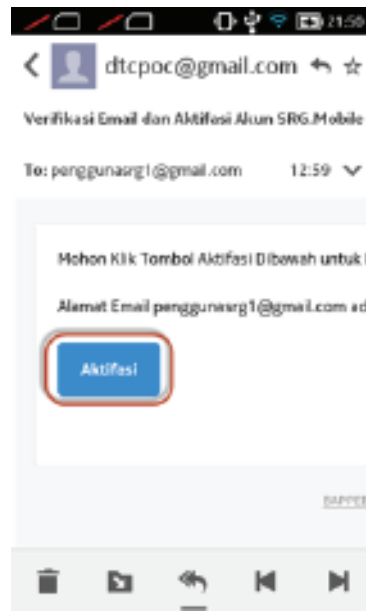 21:50
dtcpoc@gmail.com
Verifikasi Email dan Aktifasi Akun SRG.Mobile
To: penggunasrg1@gmail.com 12:59
Mohon Klik Tombol Aktifasi Dibawah untuk
Alamat Email penggunasrg1@gmail.com ad
Aktifasi